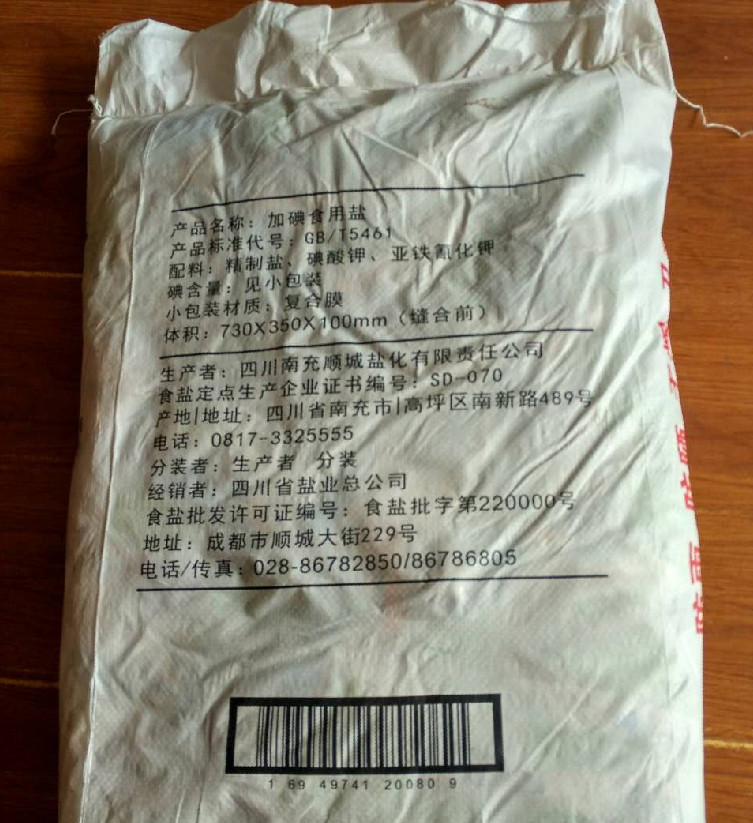 产品名称：加碘食用盐
产品标准代号：GB/T5461
配料：精制盐、碘酸钾、亚铁氰化钾
碘含量：见小包装
小包装材质：复合膜
体积：730X350X100mm（缝合前）
生产者：四川南充顺城盐化有限责任公司
食盐定点生产企业证书编号：SD-070
产地|地址：四川省南充市|高坪区南新路489号
电话：0817-3325555
分装者：生产者 分装
经销者：四川省盐业总公司
食盐批发许可证编号：食盐批字第220000号
地址：成都市顺城大街229号
电话/传真：028-86782850/86786805
1 69 49741 20080 9